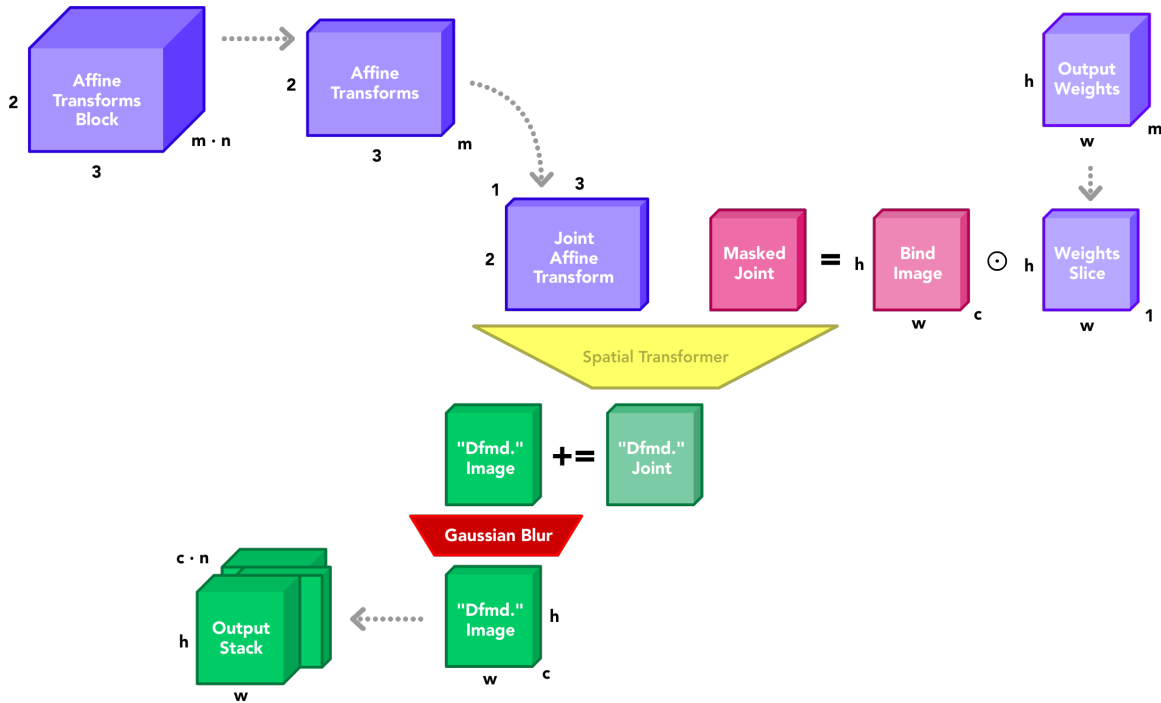 Affine
Transforms
Block
2
3
m · n
Affine
Transforms
2
3
m
Output
Weights
h
w
m
1
3
2
Joint
Affine
Transform
Masked
Joint
=
h
Bind
Image
w
c
⊙
h
Weights
Slice
w
1
Spatial Transformer
"Dfmd."
Image
+=
"Dfmd."
Joint
Gaussian Blur
c · n
h
Output
Stack
w
"Dfmd."
Image
h
w
c